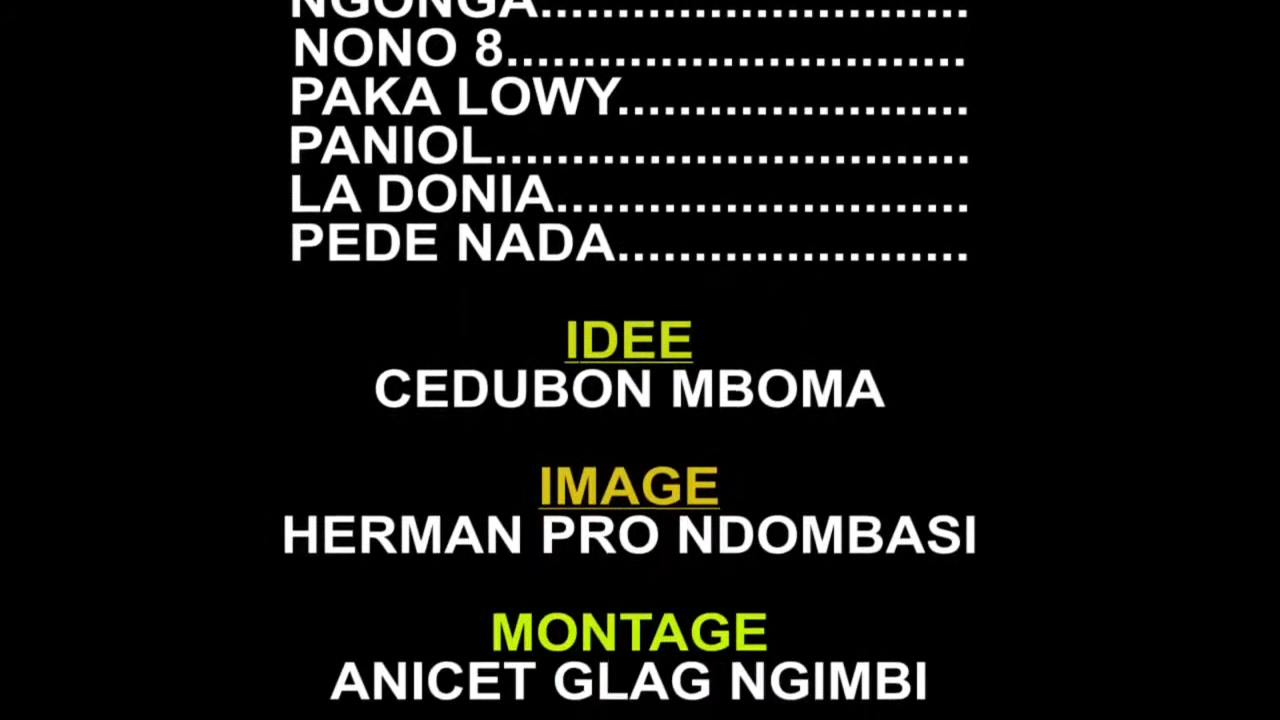 NGONGA............................
NONO 8..............................
PAKA LOWY.......................
PANIOL...............................
LA DONIA...........................
PEDE NADA.......................
IDEE
CEDUBON MBOMA
IMAGE
HERMAN PRO NDOMBASI
MONTAGE
ANICET GLAG NGIMBI